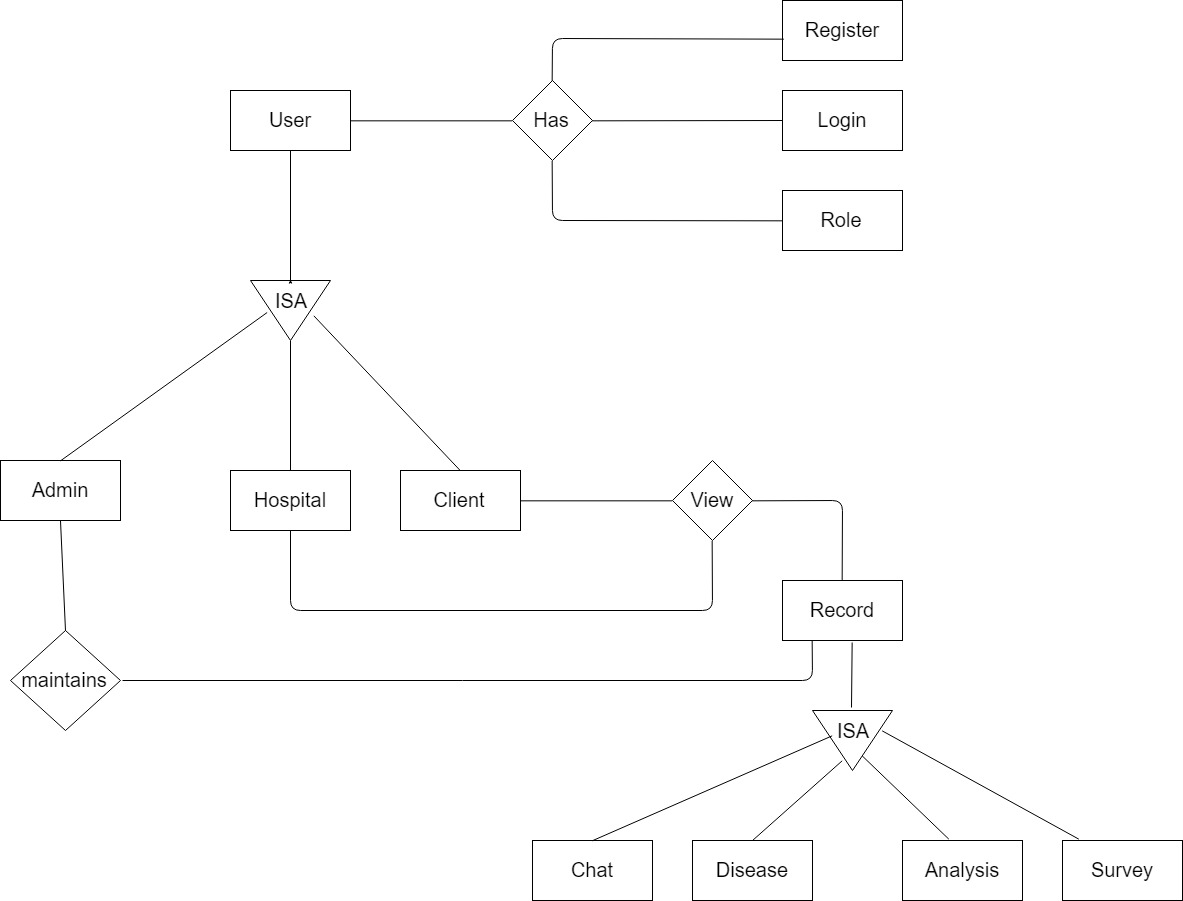 Register
User
Has
Login
Role
ISA
Admin
Hospital
Client
View
Record
maintains
ISA
Chat
Disease
Analysis
Survey